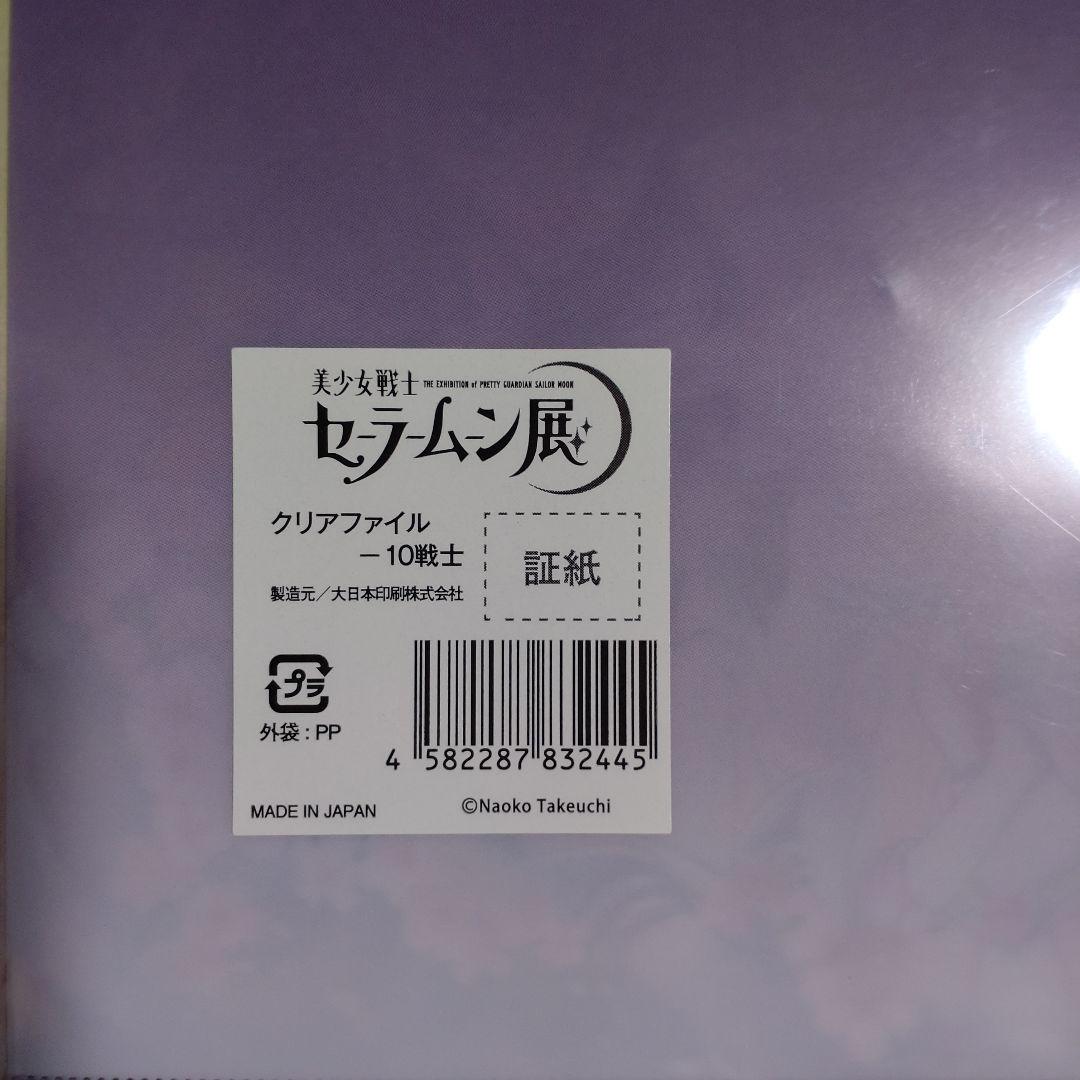 美少女戦士 THE EXHIBITION of PRETTY GUARDIAN SAILOR MOON
セーラームーン展
クリアファイル
－10戦士
製造元／大日本印刷株式会社
証紙
プラ
外袋：PP
4 582287 832445
MADE IN JAPAN
©Naoko Takeuchi